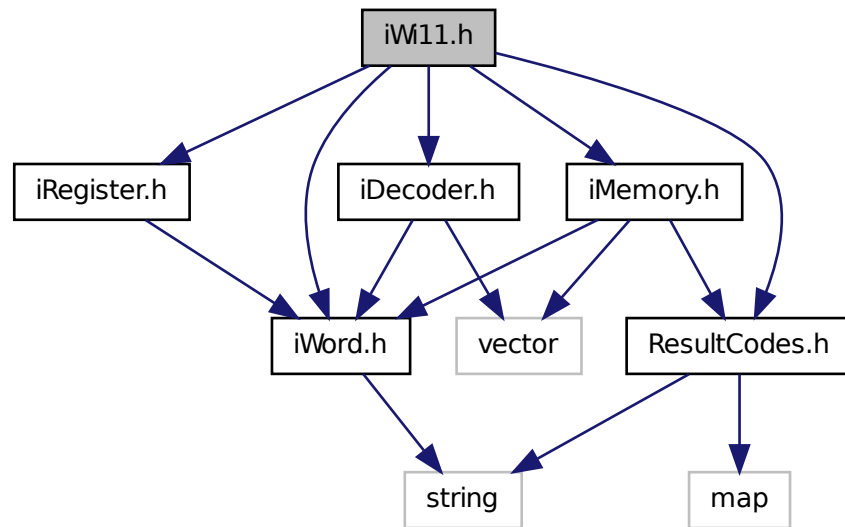 iWi11.h
iRegister.h
iDecoder.h
iMemory.h
iWord.h
vector
ResultCodes.h
string
map